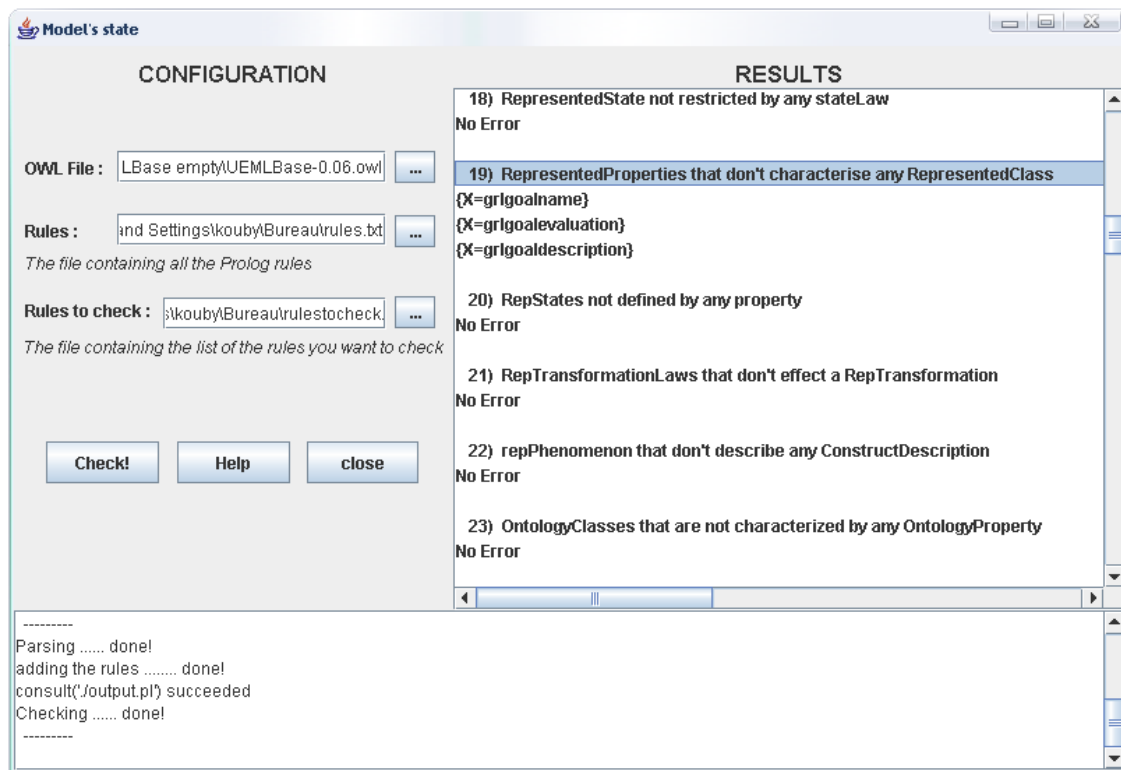 Model's state
CONFIGURATION
OWL File : LBase empty\UEMLBase-0.06.owl ...
Rules : and Settings\kouby\Bureau\rules.txt ...
The file containing all the Prolog rules
Rules to check : s\kouby\Bureau\rulestocheck. ...
The file containing the list of the rules you want to check
Check! Help close
RESULTS
18) RepresentedState not restricted by any stateLaw
No Error
19) RepresentedProperties that don't characterise any RepresentedClass
{X=grlgoalname}
{X=grlgoalevaluation}
{X=grlgoaldescription}
20) RepStates not defined by any property
No Error
21) RepTransformationLaws that don't effect a RepTransformation
No Error
22) repPhenomenon that don't describe any ConstructDescription
No Error
23) OntologyClasses that are not characterized by any OntologyProperty
No Error
---------
Parsing ...... done!
adding the rules ........ done!
consult('./output.pl') succeeded
Checking ...... done!
---------